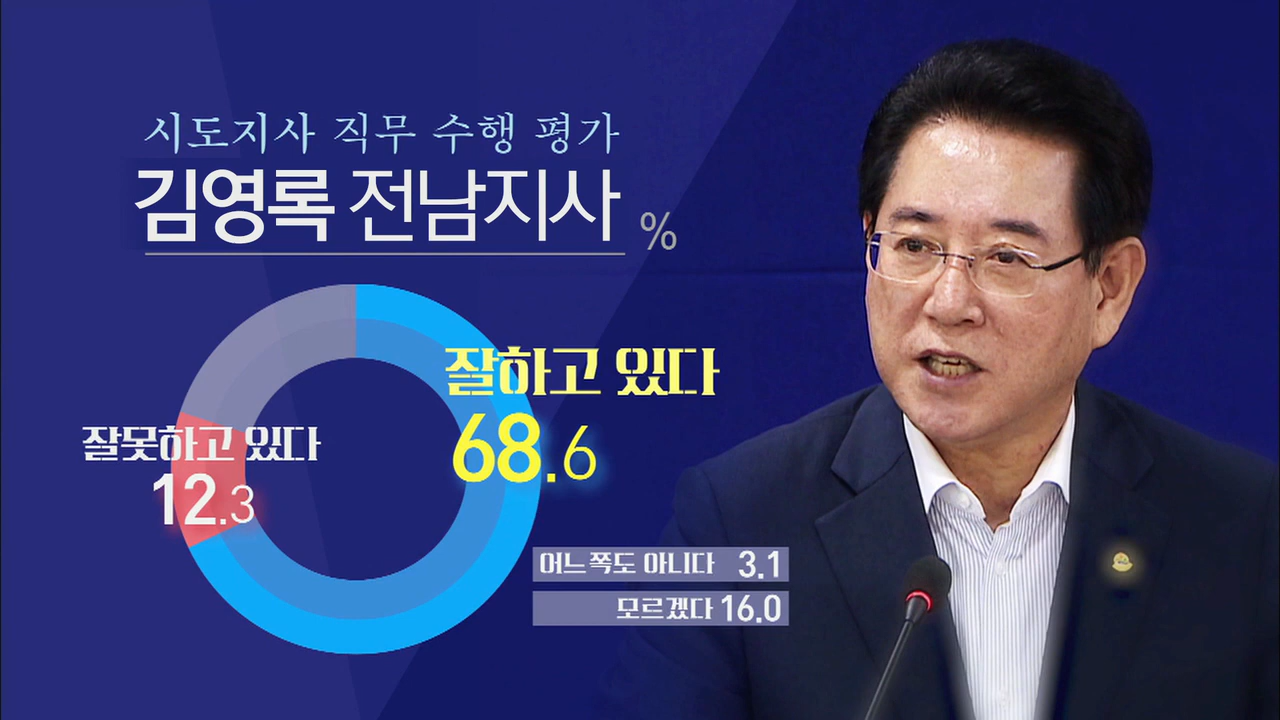 시도지사 직무 수행 평가
김영록 전남지사 %
잘하고 있다
68.6
잘못하고 있다
12.3
어느쪽도 아니다 3.1
모르겠다 16.0